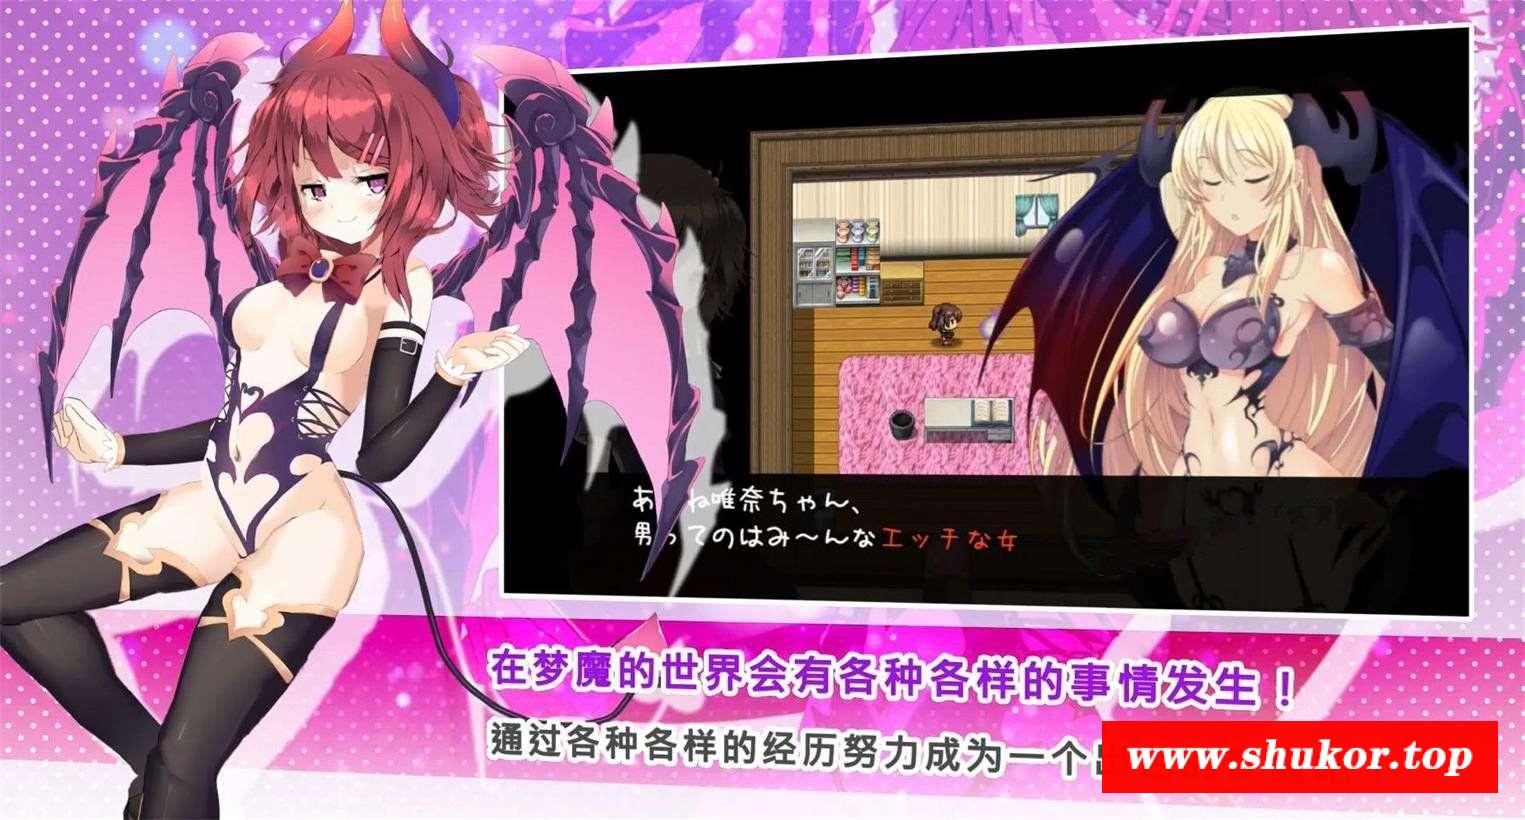 あ ね唯奈ちゃん、
男 てのはみ〜んなエッチな女
在梦魔的世界会有各种各样的事情发生！
通过各种各样的经历努力成为一个
www.shukor.top